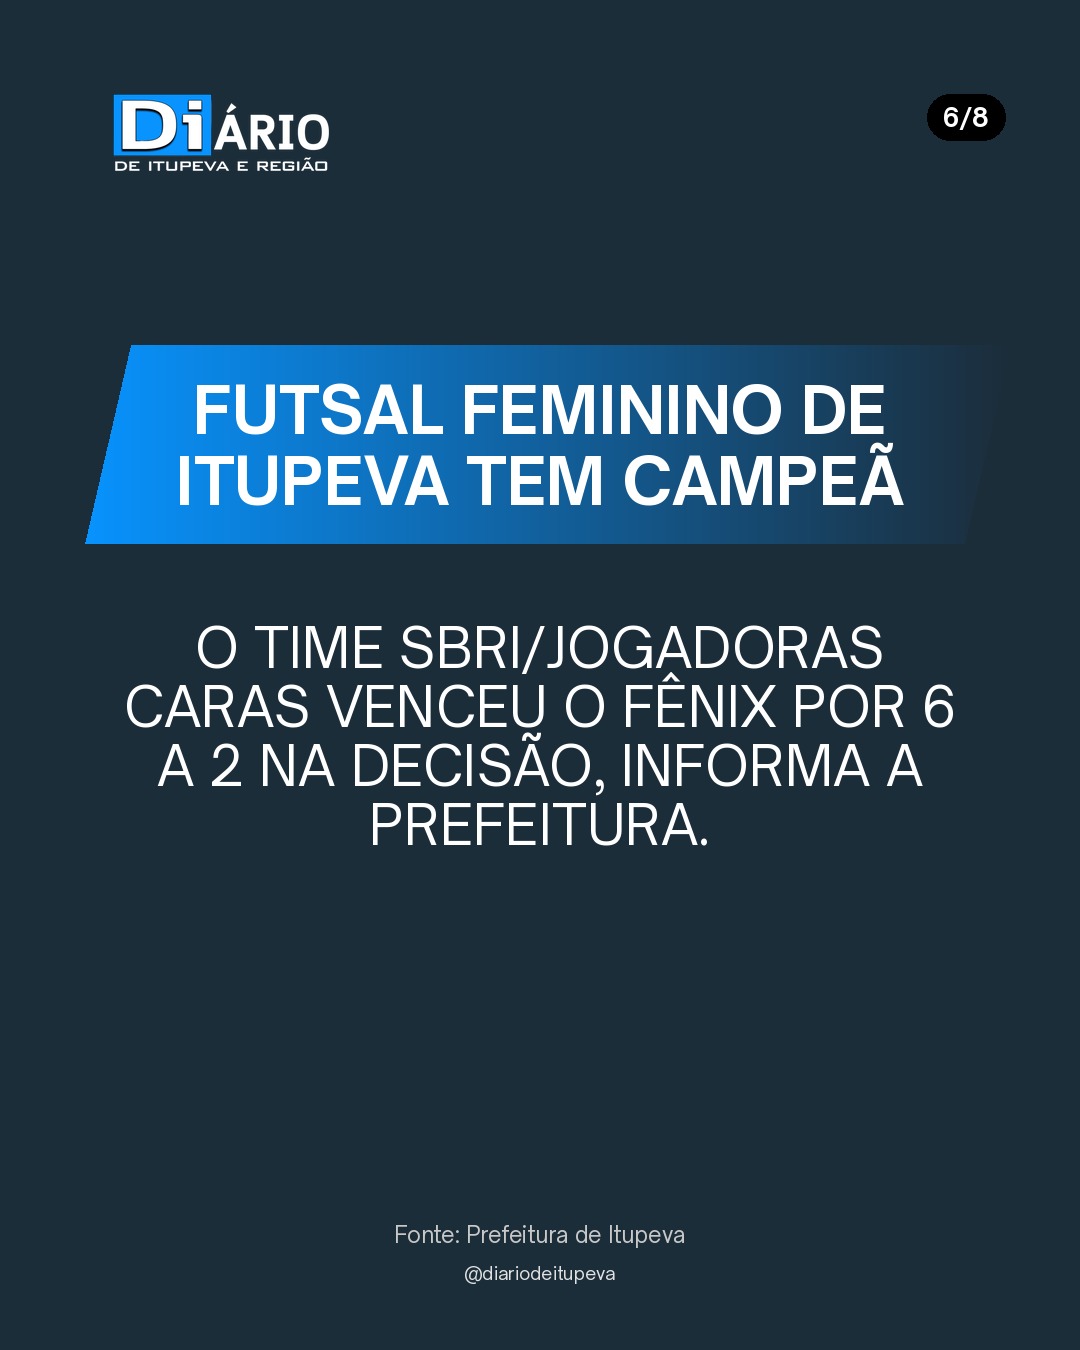 DiÁRIO
DE ITUPEVA E REGIÃO
6/8
FUTSAL FEMININO DE
ITUPEVA TEM CAMPEÃ
O TIME SBRI/JOGADORAS
CARAS VENCEU O FÊNIX POR 6
A 2 NA DECISÃO, INFORMA A
PREFEITURA.
Fonte: Prefeitura de Itupeva
@diariodeitupeva